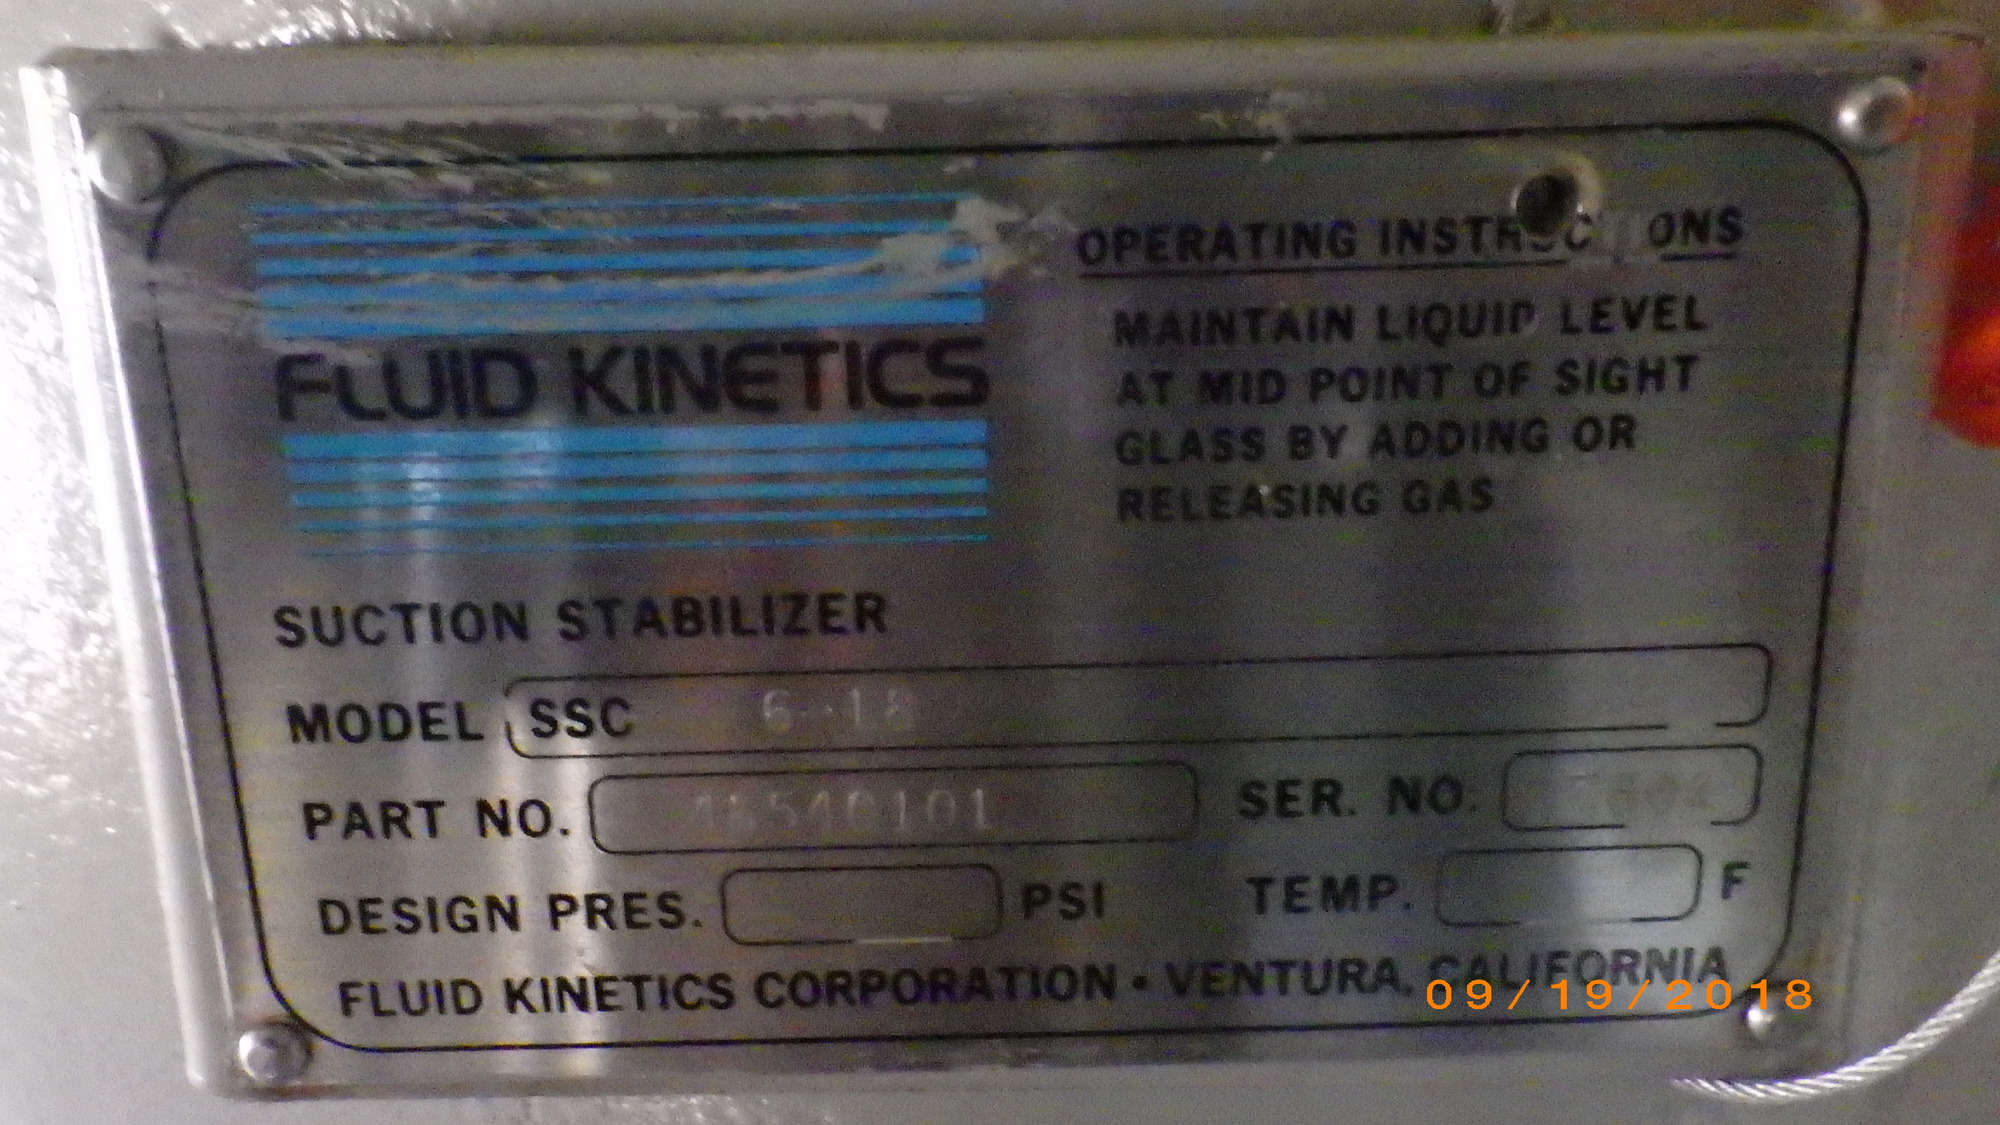 FLUID KINETICS
OPERATING INSTRUCTIONS
MAINTAIN LIQUID LEVEL
AT MID POINT OF SIGHT
GLASS BY ADDING OR
RELEASING GAS
SUCTION STABILIZER
MODEL SSC 6-18
PART NO.
SER. NO.
DESIGN PRES. PSI
TEMP. F
FLUID KINETICS CORPORATION • VENTURA, CALIFORNIA
09/19/2018